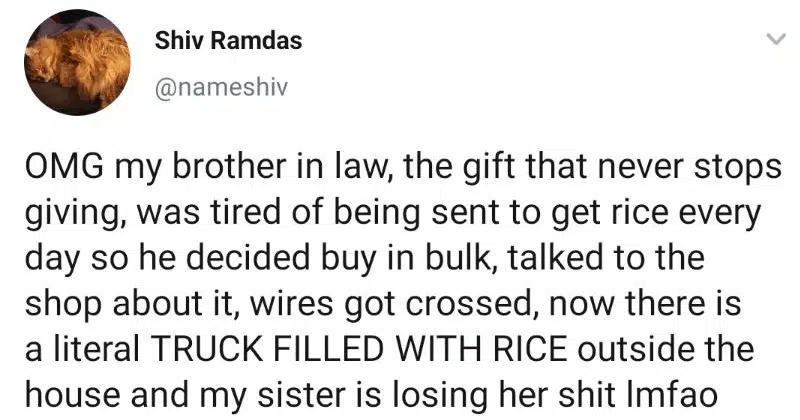 Shiv Ramdas
@nameshiv
OMG my brother in law, the gift that never stops
giving, was tired of being sent to get rice every
day so he decided buy in bulk, talked to the
shop about it, wires got crossed, now there is
a literal TRUCK FILLED WITH RICE outside the
house and my sister is losing her shit lmfao